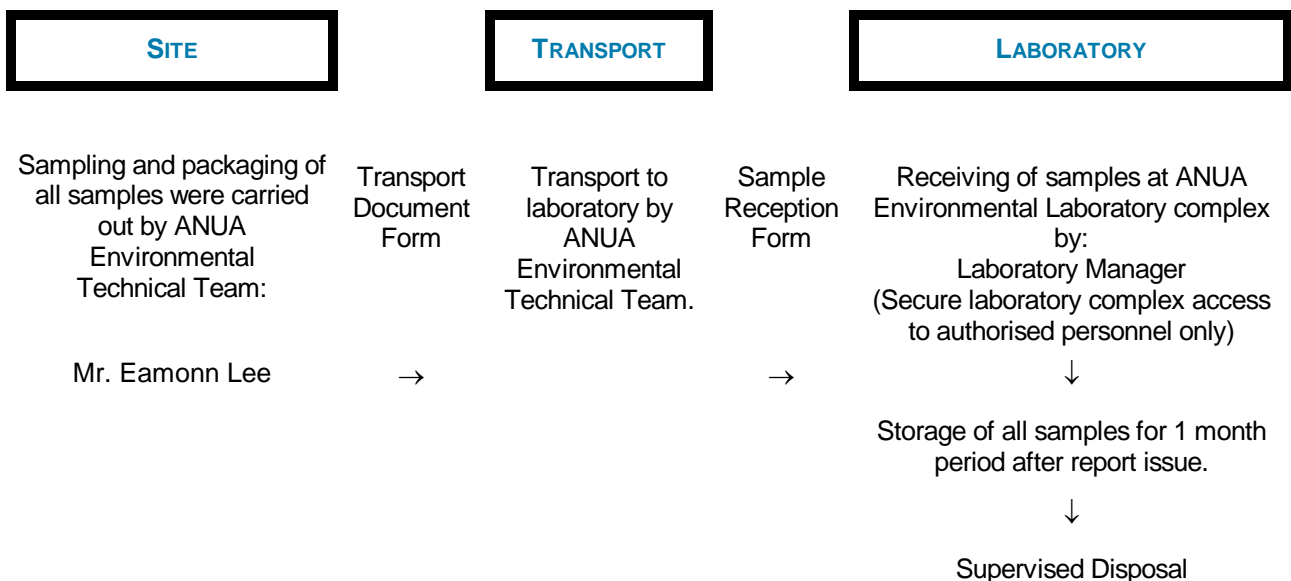 SITE
TRANSPORT
LABORATORY
Sampling and packaging of
all samples were carried
out by ANUA
Environmental
Technical Team:
Mr. Eamonn Lee
Transport
Document
Form
→
Transport to
laboratory by
ANUA
Environmental
Technical Team.
Sample
Reception
Form
→
Receiving of samples at ANUA
Environmental Laboratory complex
by:
Laboratory Manager
(Secure laboratory complex access
to authorised personnel only)
↓
Storage of all samples for 1 month
period after report issue.
↓
Supervised Disposal